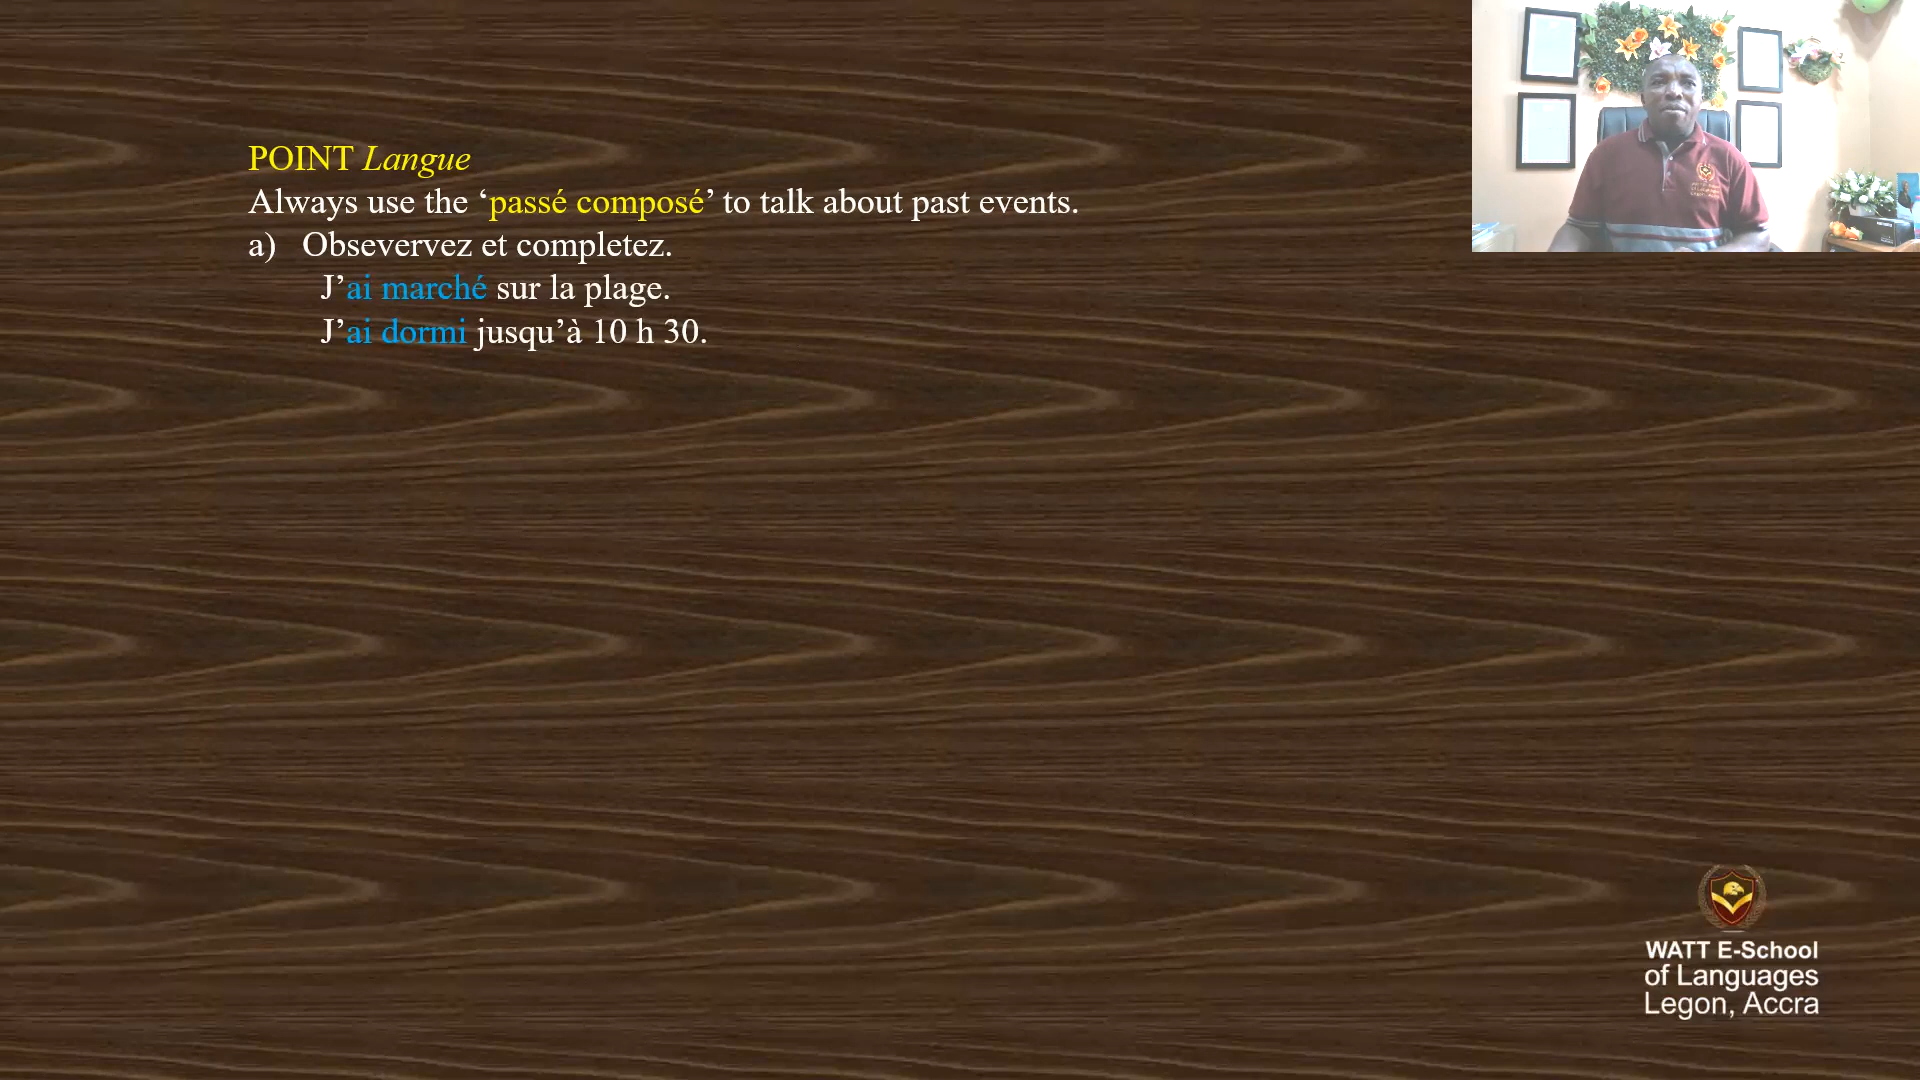 POINT Langue
Always use the ‘passé composé’ to talk about past events.
a) Obsevervez et completez.
J’ai marché sur la plage.
J’ai dormi jusqu’à 10 h 30.
WATT E-School
of Languages
Legon, Accra